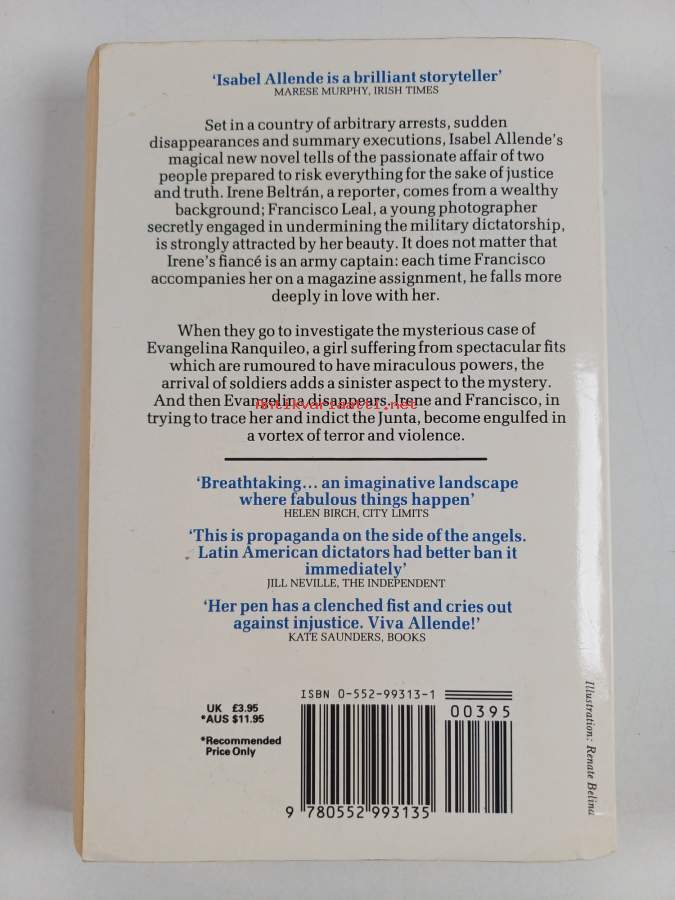 ‘Isabel Allende is a brilliant storyteller’
MARESE MURPHY, IRISH TIMES
Set in a country of arbitrary arrests, sudden
disappearances and summary executions, Isabel Allende’s
magical new novel tells of the passionate affair of two
people prepared to risk everything for the sake of justice
and truth. Irene Beltrán, a reporter, comes from a wealthy
background; Francisco Leal, a young photographer
secretly engaged in undermining the military dictatorship,
is strongly attracted by her beauty. It does not matter that
Irene’s fiancé is an army captain: each time Francisco
accompanies her on a magazine assignment, he falls more
deeply in love with her.
When they go to investigate the mysterious case of
Evangelina Ranquileo, a girl suffering from spectacular fits
which are rumoured to have miraculous powers, the
arrival of soldiers adds a sinister aspect to the mystery.
And then Evangelina disappears. Irene and Francisco, in
Antikvariaatti.net
trying to trace her and indict the Junta, become engulfed in
a vortex of terror and violence.
‘Breathtaking... an imaginative landscape
where fabulous things happen’
HELEN BIRCH, CITY LIMITS
‘This is propaganda on the side of the angels.
Latin American dictators had better ban it
immediately’
JILL NEVILLE, THE INDEPENDENT
‘Her pen has a clenched fist and cries out
against injustice. Viva Allende!’
KATE SAUNDERS, BOOKS
UK £3.95
*AUS $11.95
*Recommended
Price Only
ISBN 0-552-99313-1
00395
9 780552 993135
Illustration: Renate Belina